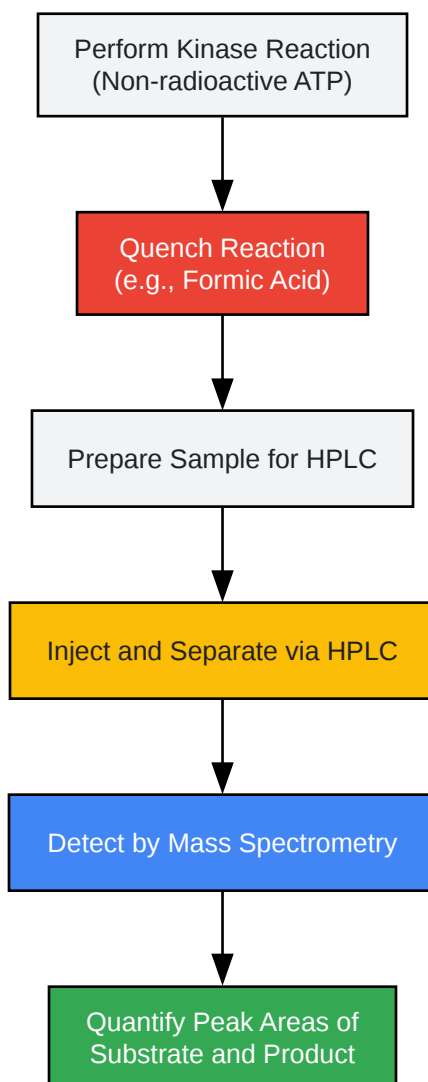 Perform Kinase Reaction
(Non-radioactive ATP)
Quench Reaction
(e.g., Formic Acid)
Prepare Sample for HPLC
Inject and Separate via HPLC
Detect by Mass Spectrometry
Quantify Peak Areas of
Substrate and Product